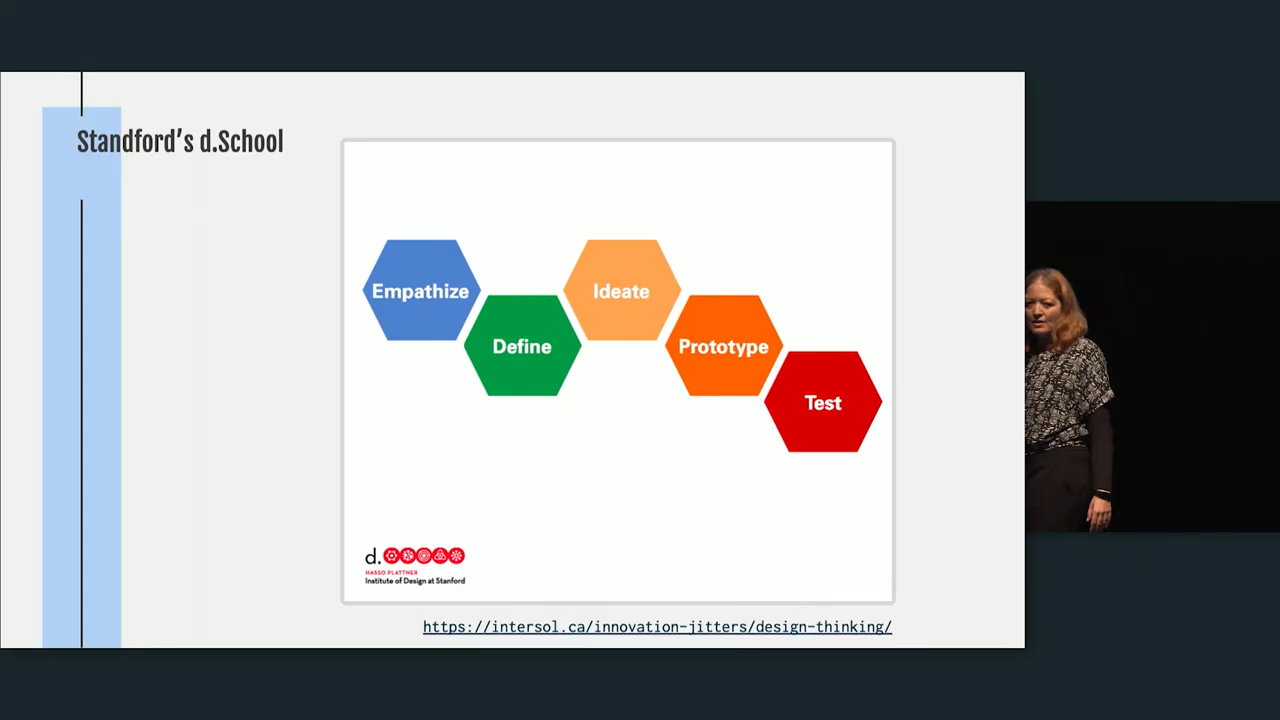 Standford’s d.School
Empathize
Define
Ideate
Prototype
Test
d.
HASSO PLATTNER
Institute of Design at Stanford
https://intersol.ca/innovation-jitters/design-thinking/